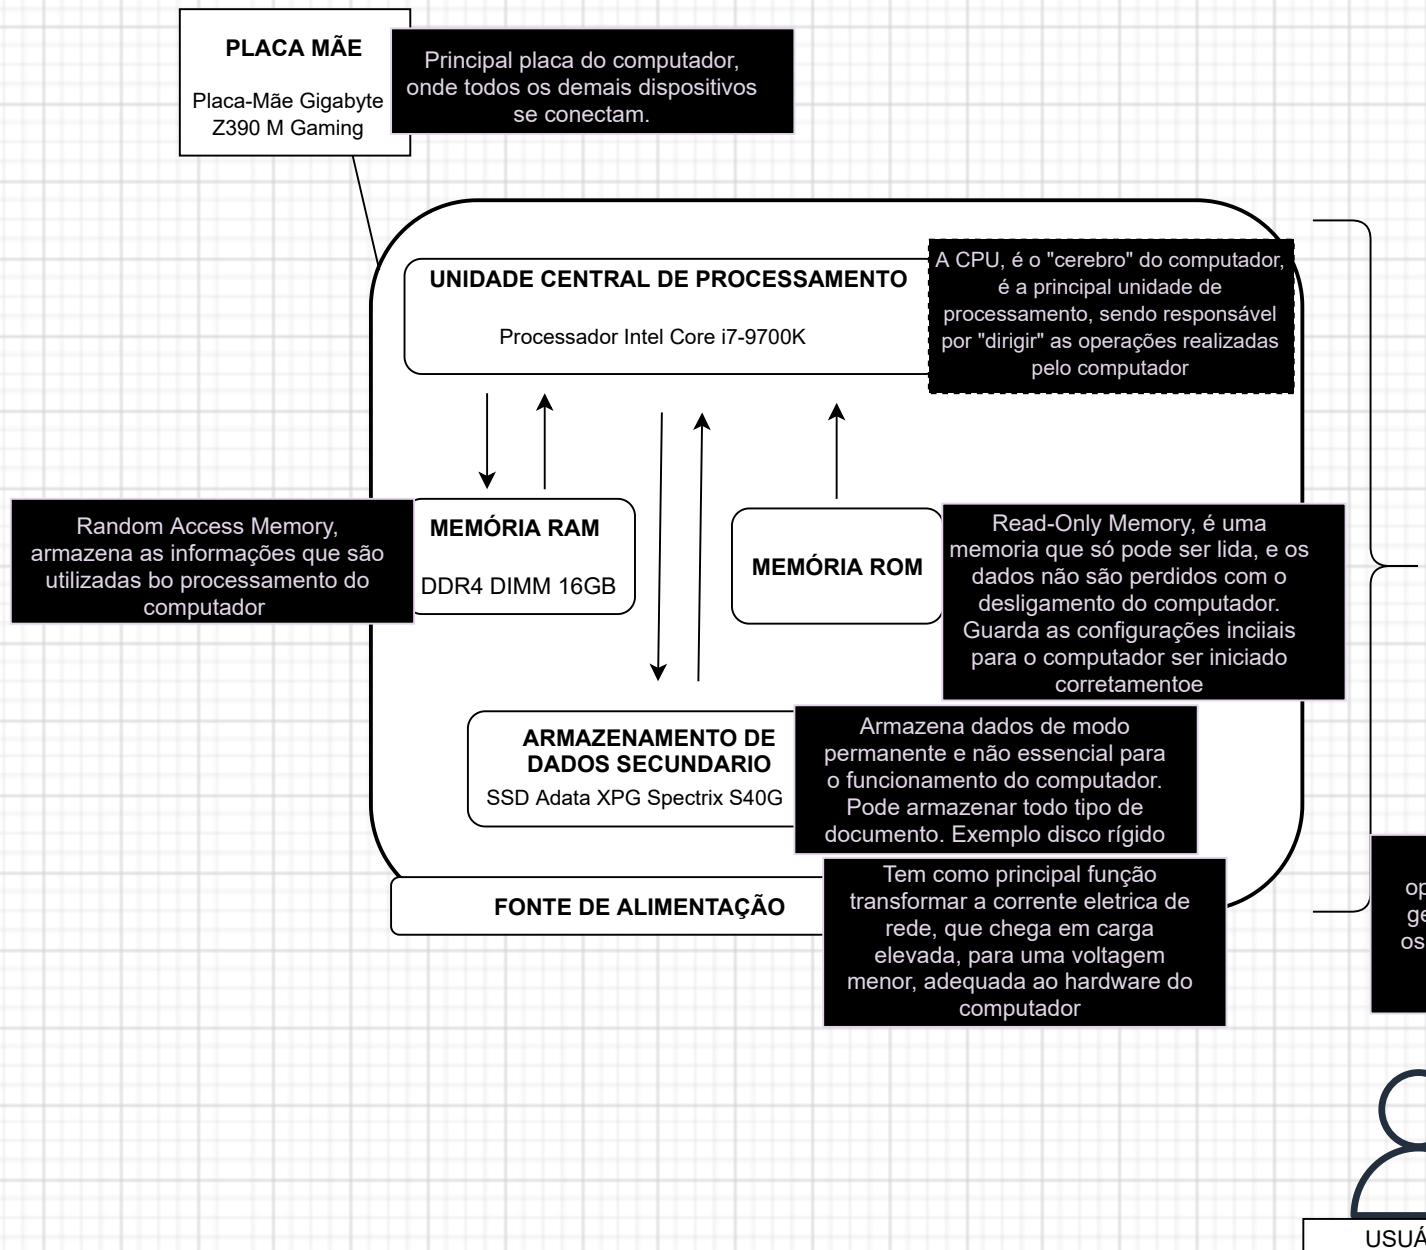 PLACA MÃE
Placa-Mãe Gigabyte
Z390 M Gaming
Principal placa do computador,
onde todos os demais dispositivos
se conectam.
UNIDADE CENTRAL DE PROCESSAMENTO
Processador Intel Core i7-9700K
A CPU, é o "cerebro" do computador,
é a principal unidade de
processamento, sendo responsável
por "dirigir" as operações realizadas
pelo computador
Random Access Memory,
armazena as informações que são
utilizadas bo processamento do
computador
MEMÓRIA RAM
DDR4 DIMM 16GB
MEMÓRIA ROM
Read-Only Memory, é uma
memoria que só pode ser lida, e os
dados não são perdidos com o
desligamento do computador.
Guarda as configurações inciiais
para o computador ser iniciado
corretamentoe
ARMAZENAMENTO DE
DADOS SECUNDARIO
SSD Adata XPG Spectrix S40G
Armazena dados de modo
permanente e não essencial para
o funcionamento do computador.
Pode armazenar todo tipo de
documento. Exemplo disco rígido
FONTE DE ALIMENTAÇÃO
Tem como principal função
transformar a corrente eletrica de
rede, que chega em carga
elevada, para uma voltagem
menor, adequada ao hardware do
computador
os